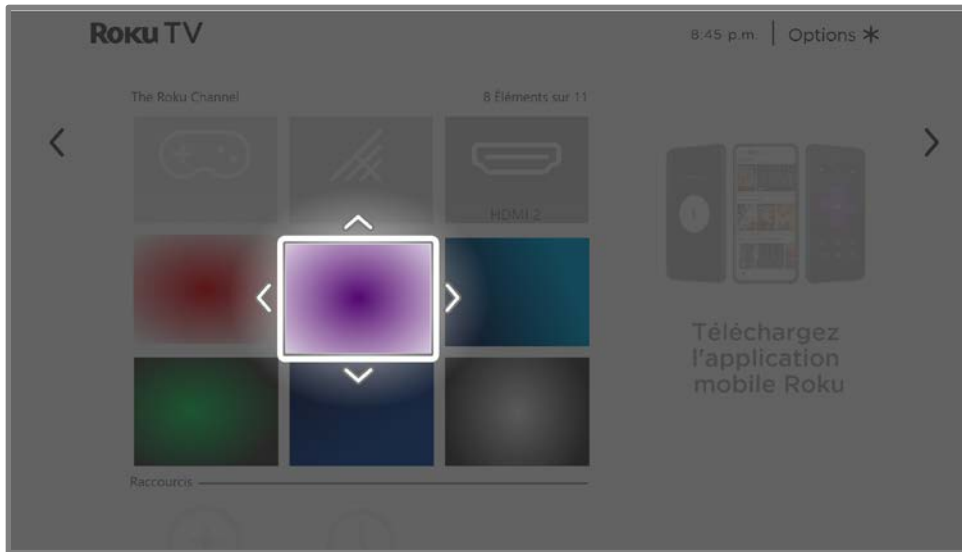 Roku TV
8:45 p.m. | Options
The Roku Channel
8 Éléments sur 11
HDMI 2
Téléchargez
l'application
mobile Roku
Raccourcis